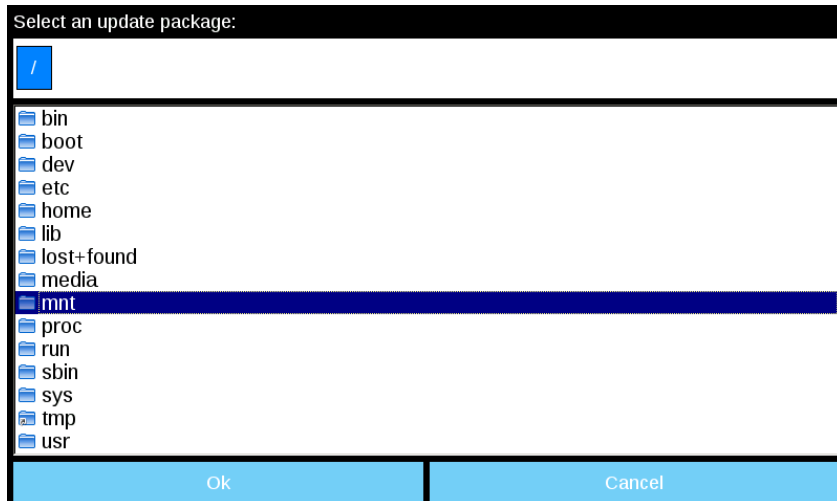 Select an update package:
/
bin
boot
dev
etc
home
lib
lost+found
media
mnt
proc
run
sbin
sys
tmp
usr
Ok Cancel